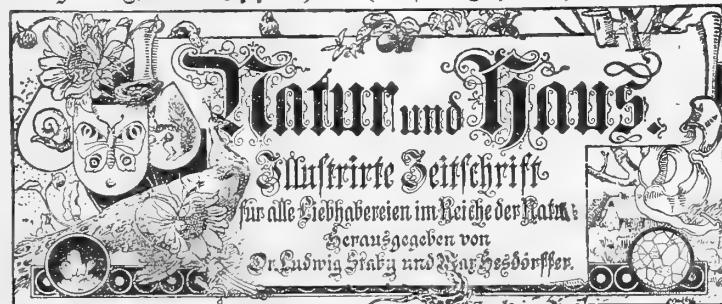 Natur und Haus.
Illustrirte Zeitschrift
für alle Liebhabereien im Reiche der Natur
Herausgegeben von
Dr. Ludwig Staby und Max Hesdörffer.